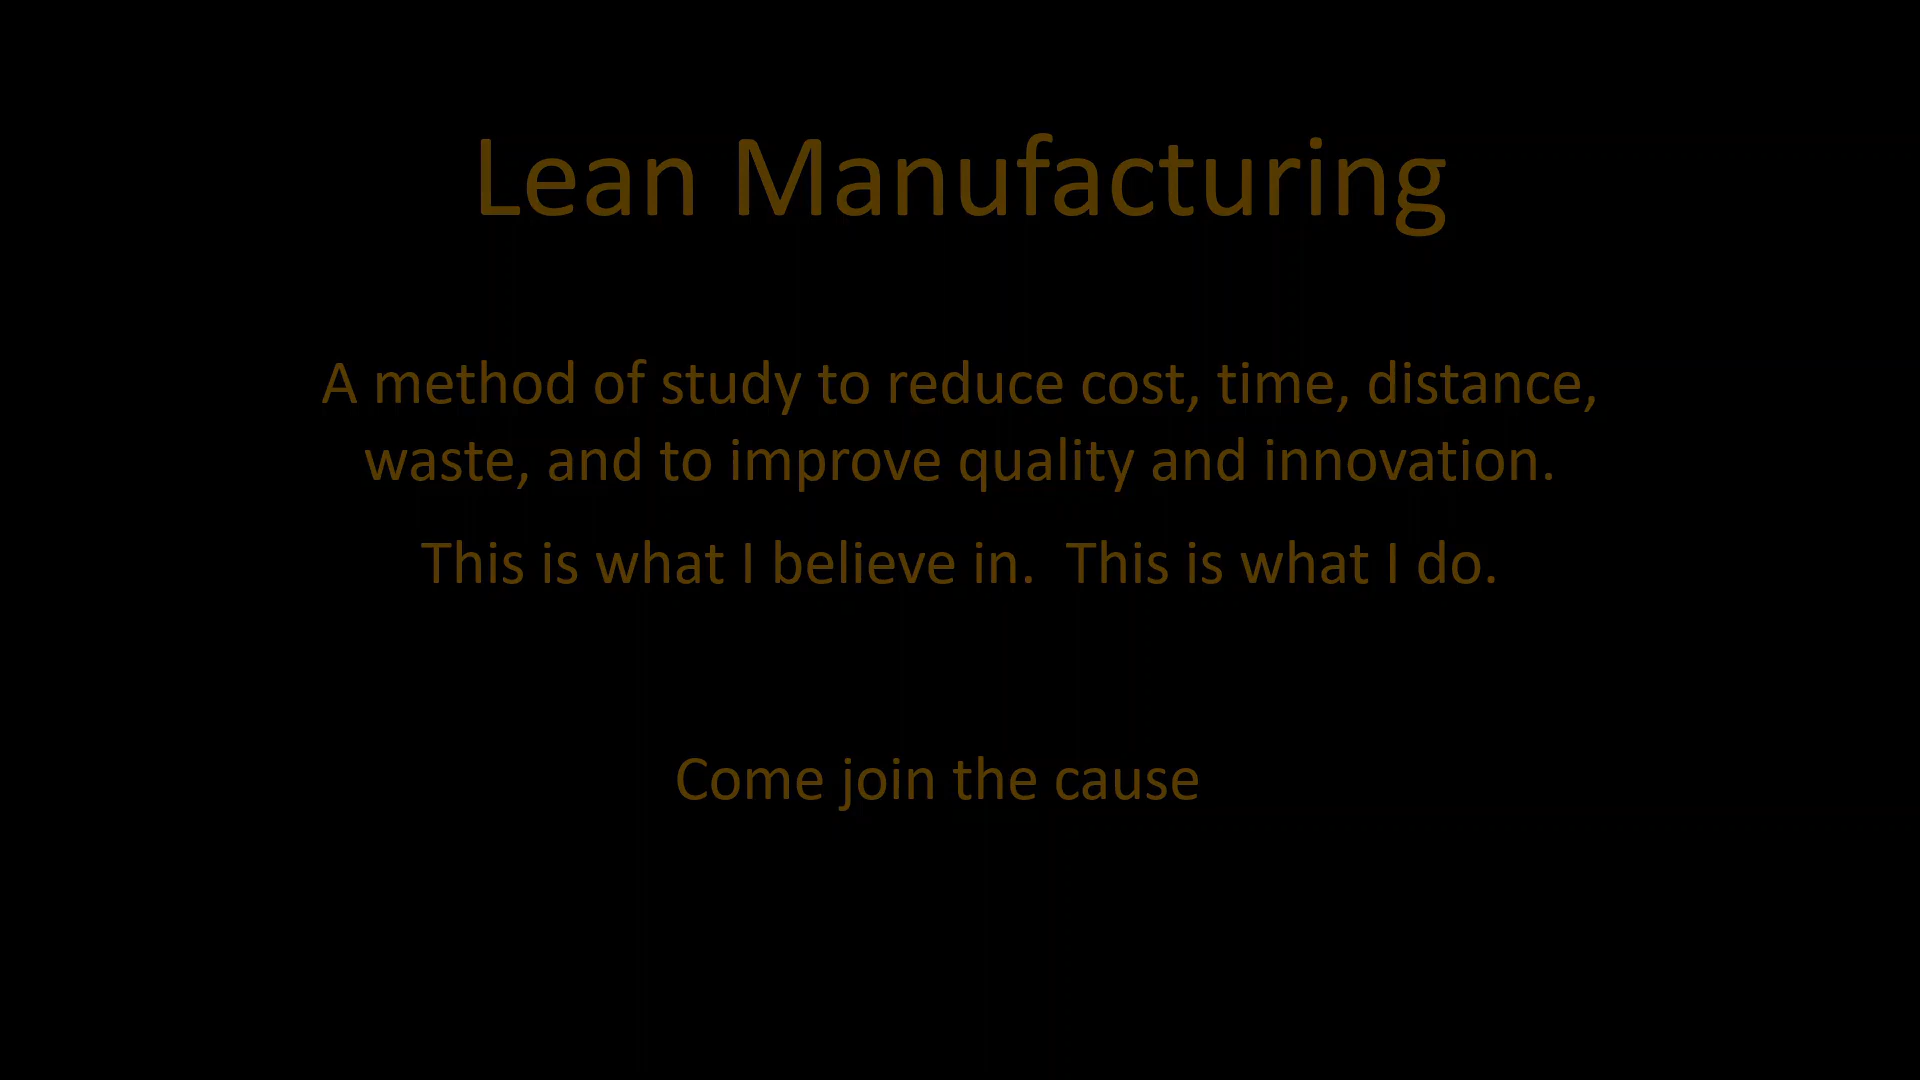 Lean Manufacturing
A method of study to reduce cost, time, distance,
waste, and to improve quality and innovation.
This is what I believe in.  This is what I do.
Come join the cause